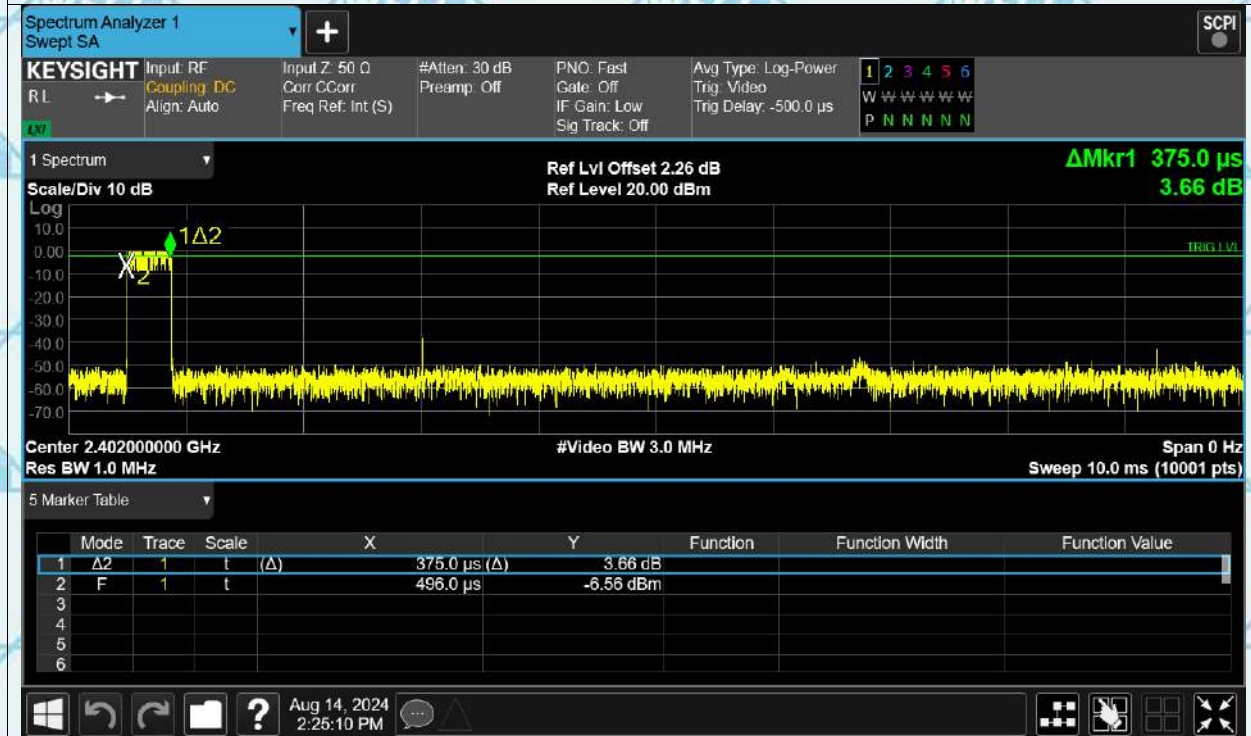 Spectrum Analyzer 1
Swept SA
+
SCPI
KEYSIGHT
RL
LXI
Input: RF
Coupling: DC
Align: Auto
Input Z: 50 Ω
Corr CCorr
Freq Ref: Int (S)
#Atten: 30 dB
Preamp: Off
PNO: Fast
Gate: Off
IF Gain: Low
Sig Track: Off
Avg Type: Log-Power
Trig: Video
Trig Delay: -500.0 µs
1 2 3 4 5 6
W W W W W W
P N N N N N
1 Spectrum
Scale/Div 10 dB
Log
Ref Lvl Offset 2.26 dB
Ref Level 20.00 dBm
ΔMkr1 375.0 µs
3.66 dB
10.0
0.00
-10.0
-20.0
-30.0
-40.0
-50.0
-60.0
-70.0
1Δ2
2
TRIG LVL
Center 2.402000000 GHz #Video BW 3.0 MHz Span 0 Hz
Res BW 1.0 MHz Sweep 10.0 ms (10001 pts)
5 Marker Table
Mode Trace Scale X Y Function Function Width Function Value
1 Δ2 1 t (Δ) 375.0 µs (Δ) 3.66 dB
2 F 1 t 496.0 µs -6.56 dBm
3
4
5
6
?
Aug 14, 2024
2:25:10 PM